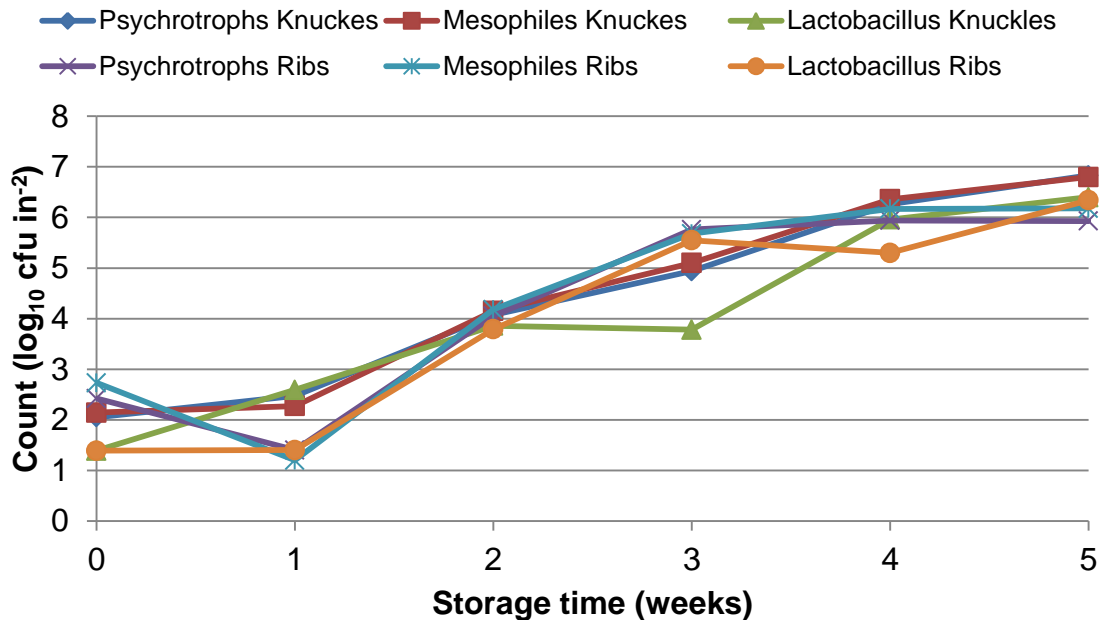 Psychrotrophs Knuckes Mesophiles Knuckes Lactobacillus Knuckles
Psychrotrophs Ribs Mesophiles Ribs Lactobacillus Ribs
8
7
6
5
4
3
2
1
0
Count (log₁₀ cfu in⁻²)
0 1 2 3 4 5
Storage time (weeks)